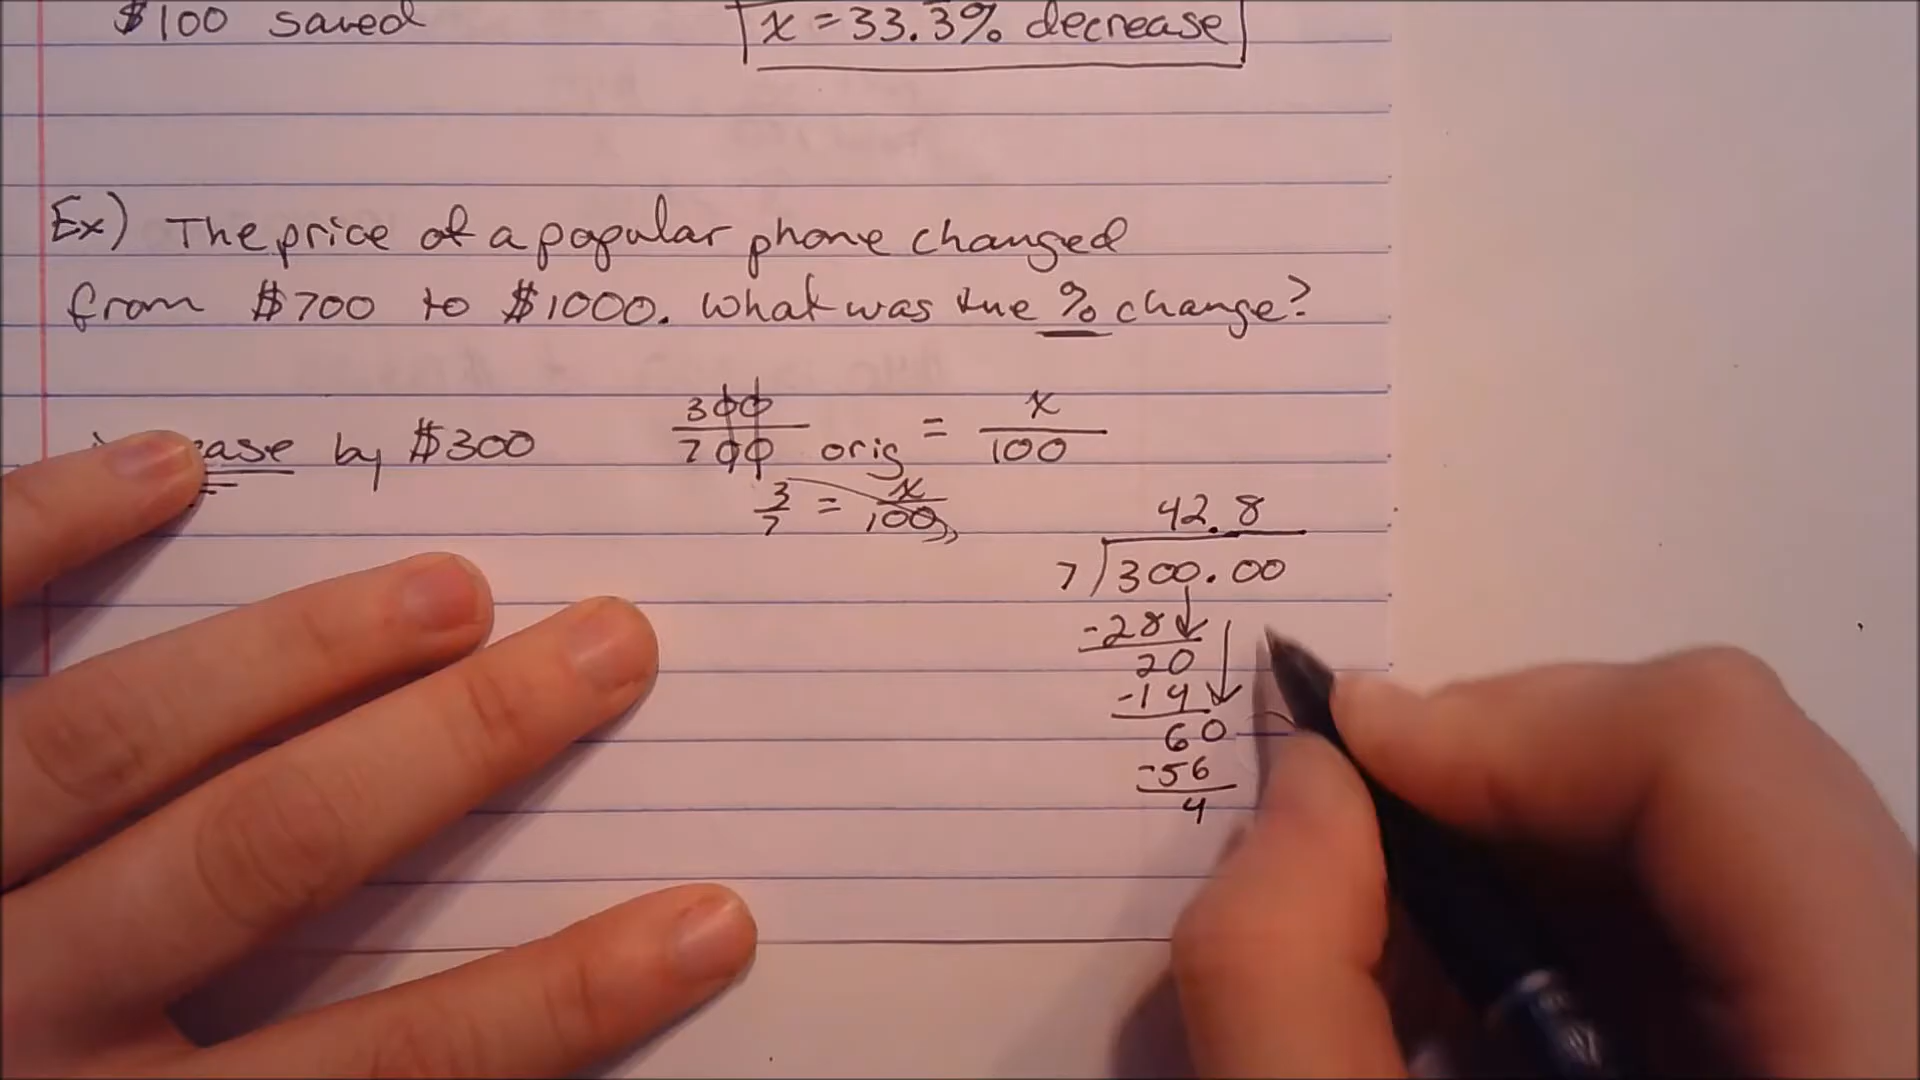 $100 saved
x = 33.3% decrease
Ex) The price of a popular phone changed
from $700 to $1000. What was the % change?
ease by $300
300/700 orig = x/100
3/7 = x/100
42.8
7)300.00
-28
20
-14
60
-56
4